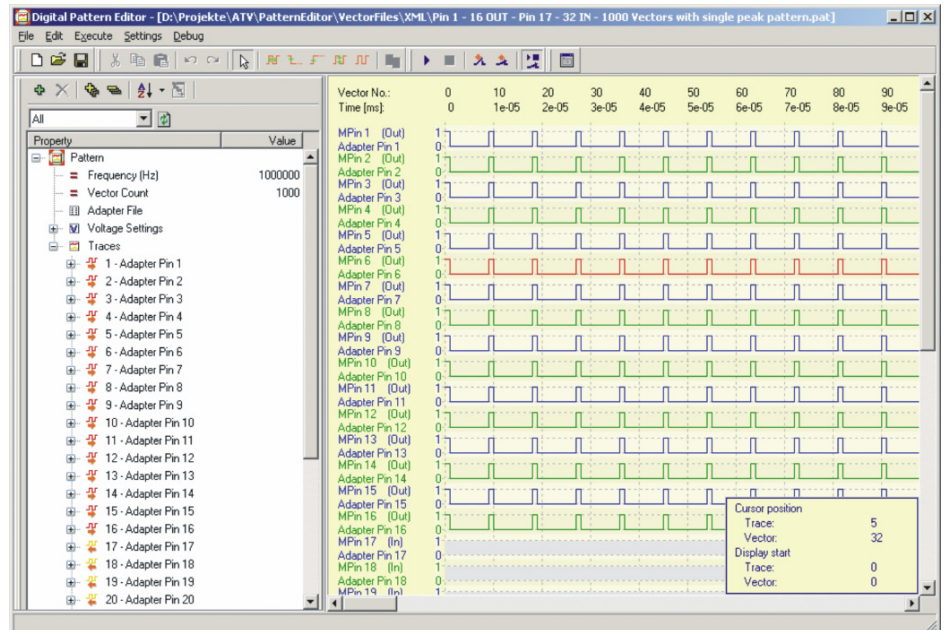 Digital Pattern Editor - [D:\Projekte\ATV\PatternEditor\VectorFiles\XML\Pin 1 - 16 OUT - Pin 17 - 32 IN - 1000 Vectors with single peak pattern.pat]
File Edit Execute Settings Debug
All
Property Value
Pattern
Frequency (Hz) 1000000
Vector Count 1000
Adapter File
Voltage Settings
Traces
1 - Adapter Pin 1
2 - Adapter Pin 2
3 - Adapter Pin 3
4 - Adapter Pin 4
5 - Adapter Pin 5
6 - Adapter Pin 6
7 - Adapter Pin 7
8 - Adapter Pin 8
9 - Adapter Pin 9
10 - Adapter Pin 10
11 - Adapter Pin 11
12 - Adapter Pin 12
13 - Adapter Pin 13
14 - Adapter Pin 14
15 - Adapter Pin 15
16 - Adapter Pin 16
17 - Adapter Pin 17
18 - Adapter Pin 18
19 - Adapter Pin 19
20 - Adapter Pin 20
Vector No.: 0 10 20 30 40 50 60 70 80 90
Time [ms]: 0 1e-05 2e-05 3e-05 4e-05 5e-05 6e-05 7e-05 8e-05 9e-05
MPin 1 (Out) 1
Adapter Pin 1 0
MPin 2 (Out) 1
Adapter Pin 2 0
MPin 3 (Out) 1
Adapter Pin 3 0
MPin 4 (Out) 1
Adapter Pin 4 0
MPin 5 (Out) 1
Adapter Pin 5 0
MPin 6 (Out) 1
Adapter Pin 6 0
MPin 7 (Out) 1
Adapter Pin 7 0
MPin 8 (Out) 1
Adapter Pin 8 0
MPin 9 (Out) 1
Adapter Pin 9 0
MPin 10 (Out) 1
Adapter Pin 10 0
MPin 11 (Out) 1
Adapter Pin 11 0
MPin 12 (Out) 1
Adapter Pin 12 0
MPin 13 (Out) 1
Adapter Pin 13 0
MPin 14 (Out) 1
Adapter Pin 14 0
MPin 15 (Out) 1
Adapter Pin 15 0
MPin 16 (Out) 1
Adapter Pin 16 0
MPin 17 (In) 1
Adapter Pin 17 0
MPin 18 (In) 1
Adapter Pin 18 0
MPin 19 (In) 1
Cursor position
Trace: 5
Vector: 32
Display start
Trace: 0
Vector: 0